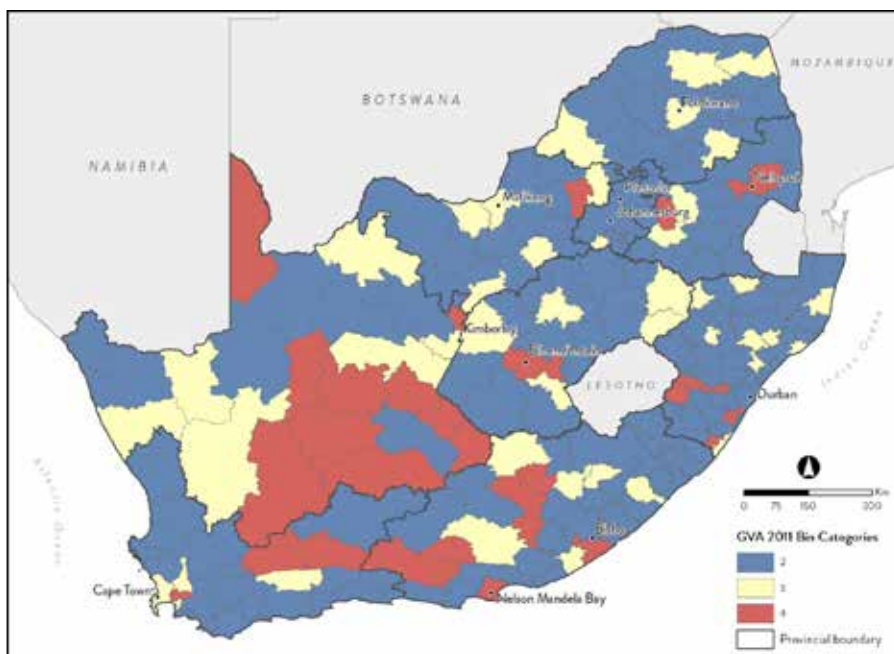 MOZAMBIQUE
BOTSWANA
NAMIBIA
Polokwane
Nelspruit
Pretoria
Mafikeng
Johannesburg
Kimberley
Bloemfontein
LESOTHO
Durban
Indian Ocean
Atlantic Ocean
Bisho
Cape Town
Nelson Mandela Bay
Km
0 75 150 300
GVA 2011 Bin Categories
2
3
4
Provincial boundary